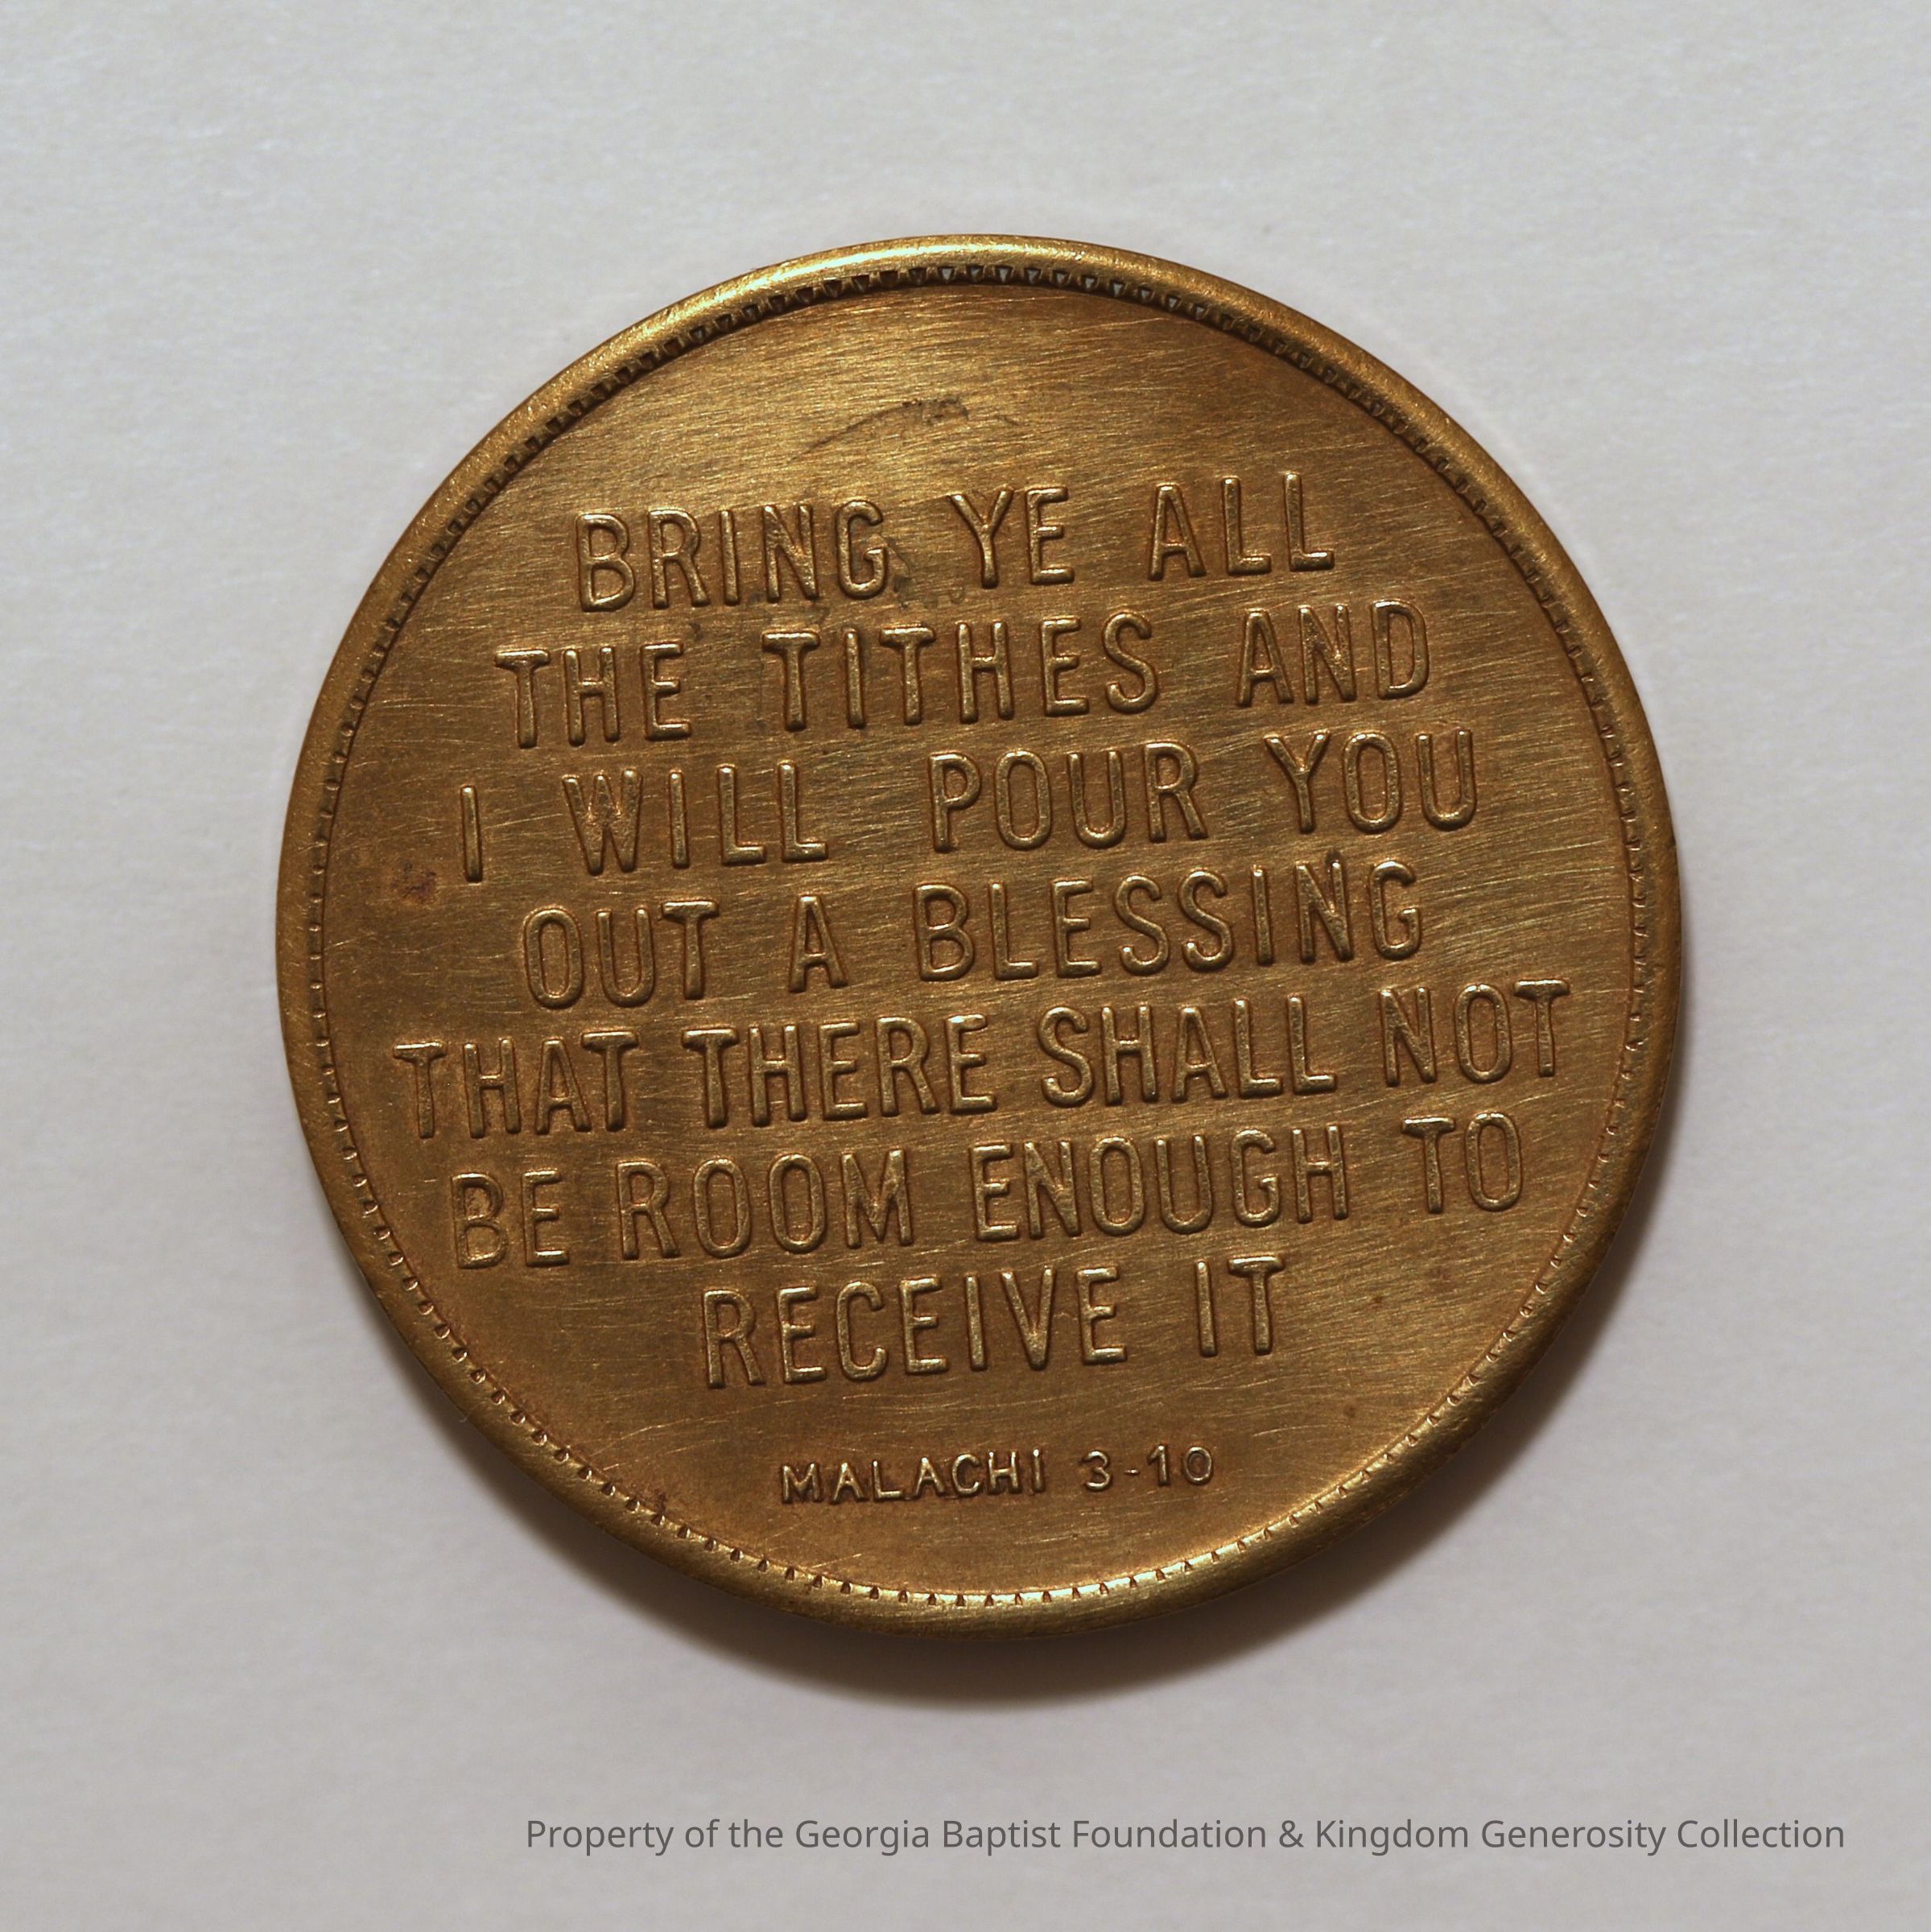 BRING YE ALL
THE TITHES AND
I WILL POUR YOU
OUT A BLESSING
THAT THERE SHALL NOT
BE ROOM ENOUGH TO
RECEIVE IT
MALACHI 3-10
Property of the Georgia Baptist Foundation & Kingdom Generosity Collection